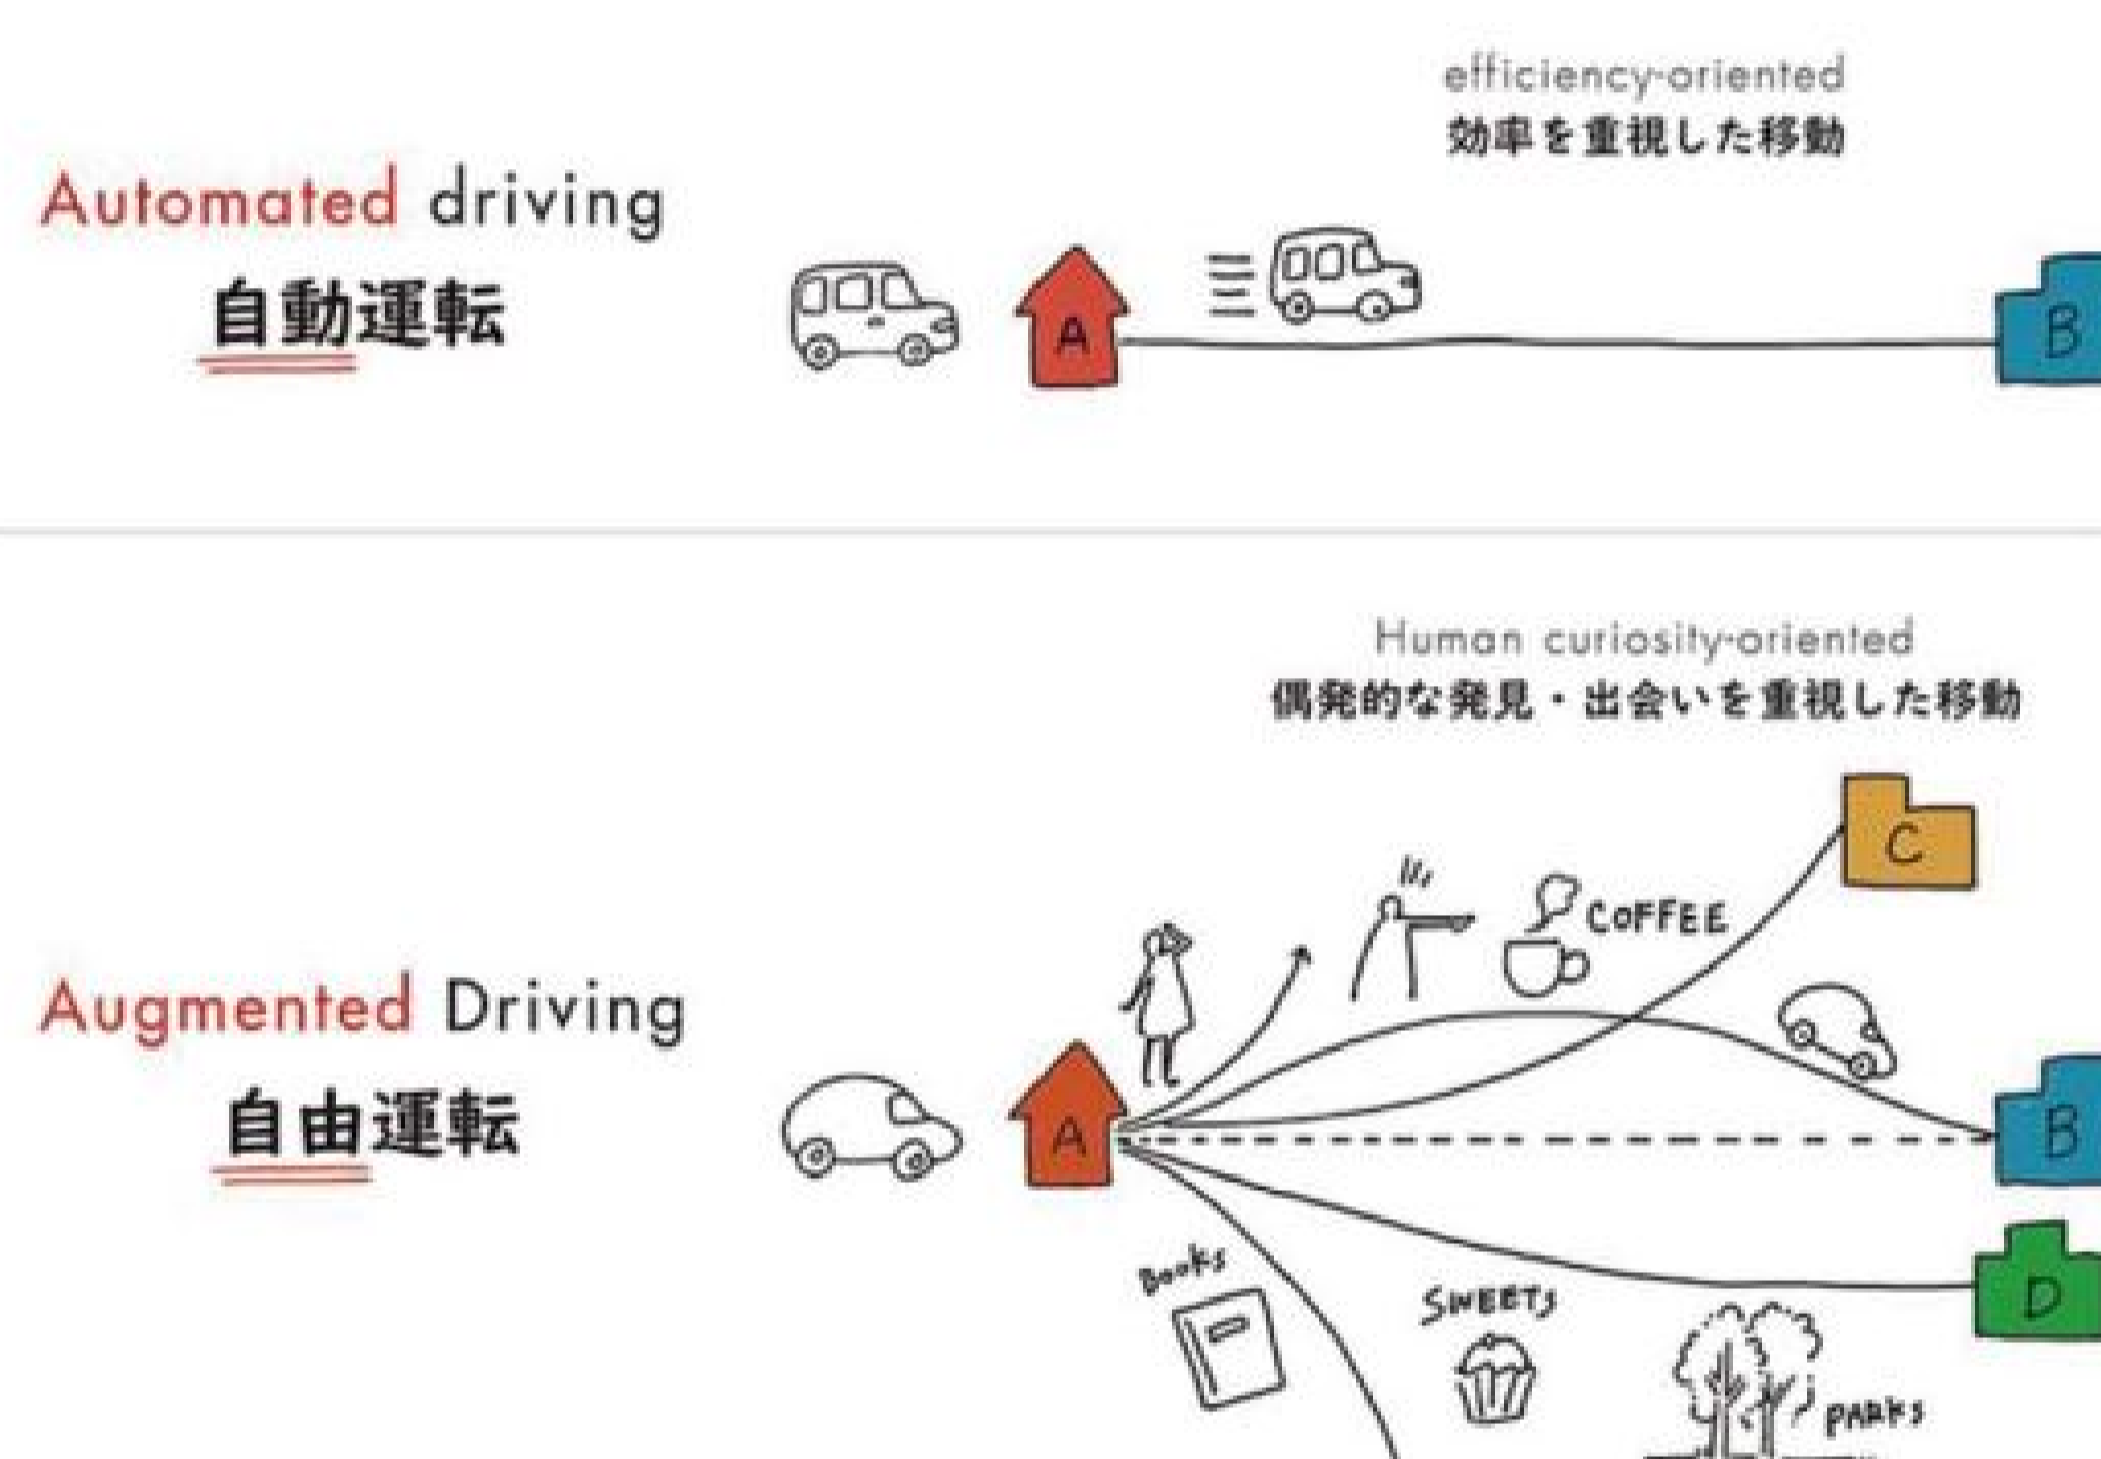 efficiency-oriented
効率を重視した移動
Automated driving
自動運転
A
B
Human curiosity-oriented
偶発的な発見・出会いを重視した移動
C
COFFEE
Augmented Driving
自由運転
A
B
Books
SWEETS
D
PARKS